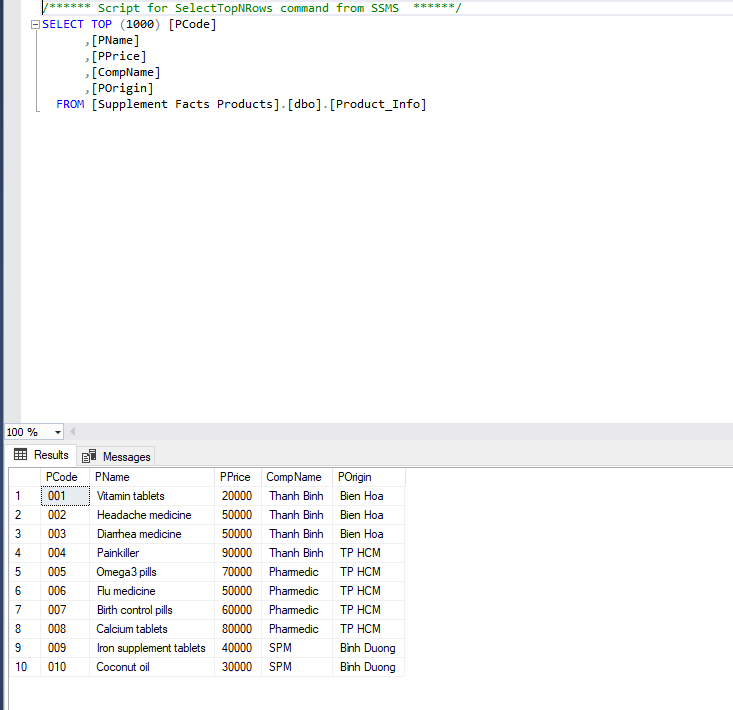 /****** Script for SelectTopNRows command from SSMS  ******/
SELECT TOP (1000) [PCode]
      ,[PName]
      ,[PPrice]
      ,[CompName]
      ,[POrigin]
  FROM [Supplement Facts Products].[dbo].[Product_Info]
100 %
Results Messages
PCode PName PPrice CompName POrigin
1 001 Vitamin tablets 20000 Thanh Binh Bien Hoa
2 002 Headache medicine 50000 Thanh Binh Bien Hoa
3 003 Diarrhea medicine 50000 Thanh Binh Bien Hoa
4 004 Painkiller 90000 Thanh Binh TP HCM
5 005 Omega3 pills 70000 Pharmedic TP HCM
6 006 Flu medicine 50000 Pharmedic TP HCM
7 007 Birth control pills 60000 Pharmedic TP HCM
8 008 Calcium tablets 80000 Pharmedic TP HCM
9 009 Iron supplement tablets 40000 SPM Binh Duong
10 010 Coconut oil 30000 SPM Binh Duong